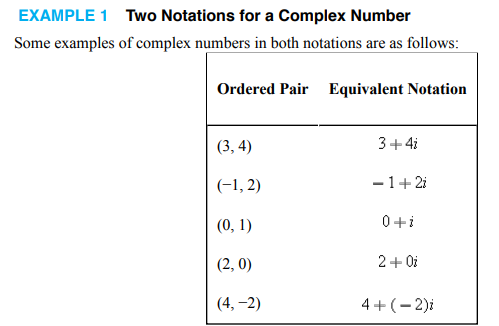 EXAMPLE 1 Two Notations for a Complex Number
Some examples of complex numbers in both notations are as follows:
Ordered Pair Equivalent Notation
(3, 4) 3+4i
(−1, 2) −1+2i
(0, 1) 0+i
(2, 0) 2+0i
(4, −2) 4+(−2)i